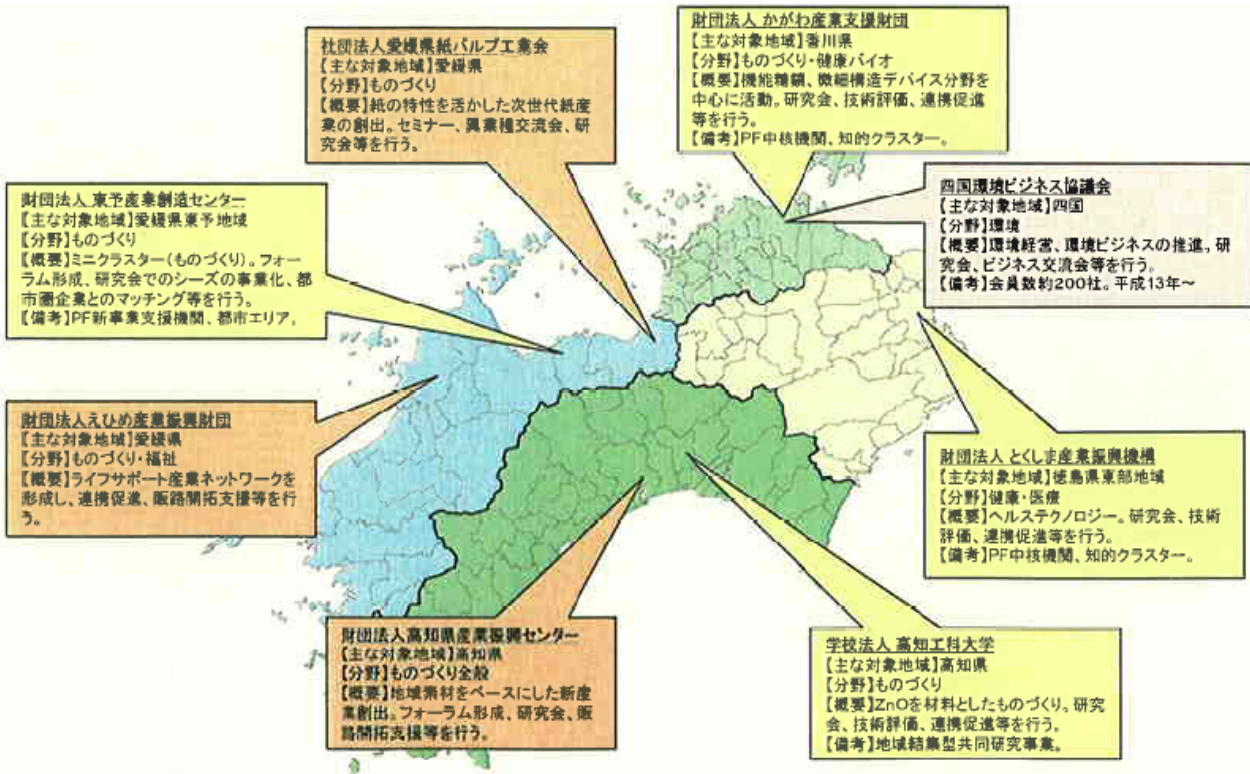 財団法人 かがわ産業支援財団
【主な対象地域】香川県
【分野】ものづくり・健康バイオ
【概要】機能糖鎖、微細構造デバイス分野を
中心に活動。研究会、技術評価、連携促進
等を行う。
【備考】PF中核機関、知的クラスター。
社団法人愛媛県紙パルプ工業会
【主な対象地域】愛媛県
【分野】ものづくり
【概要】紙の特性を活かした次世代紙産
業の創出。セミナー、異業種交流会、研
究会等を行う。
四国環境ビジネス協議会
【主な対象地域】四国
【分野】環境
【概要】環境経営、環境ビジネスの推進。研
究会、ビジネス交流会等を行う。
【備考】会員数約200社。平成13年～
財団法人 東予産業創造センター
【主な対象地域】愛媛県東予地域
【分野】ものづくり
【概要】ミニクラスター(ものづくり)。フォー
ラム形成、研究会でのシーズの事業化、都
市圏企業とのマッチング等を行う。
【備考】PF新事業支援機関、都市エリア。
財団法人えひめ産業振興財団
【主な対象地域】愛媛県
【分野】ものづくり・福祉
【概要】ライフサポート産業ネットワークを
形成し、連携促進、販路開拓支援等を行
う。
財団法人 とくしま産業振興機構
【主な対象地域】徳島県東部地域
【分野】健康・医療
【概要】ヘルステクノロジー。研究会、技術
評価、連携促進等を行う。
【備考】PF中核機関、知的クラスター。
財団法人高知県産業振興センター
【主な対象地域】高知県
【分野】ものづくり全般
【概要】地域素材をベースにした新産
業創出。フォーラム形成、研究会、販
路開拓支援等を行う。
学校法人 高知工科大学
【主な対象地域】高知県
【分野】ものづくり
【概要】ZnOを材料としたものづくり。研究
会、技術評価、連携促進等を行う。
【備考】地域結集型共同研究事業。